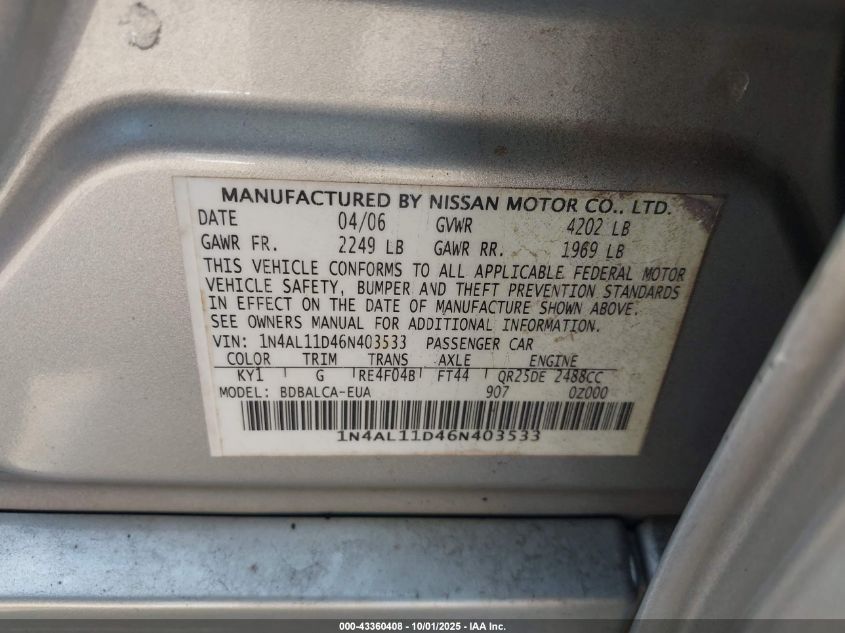 MANUFACTURED BY NISSAN MOTOR CO., LTD.
DATE 04/06 GVWR 4202 LB
GAWR FR. 2249 LB GAWR RR. 1969 LB
THIS VEHICLE CONFORMS TO ALL APPLICABLE FEDERAL MOTOR
VEHICLE SAFETY, BUMPER AND THEFT PREVENTION STANDARDS
IN EFFECT ON THE DATE OF MANUFACTURE SHOWN ABOVE.
SEE OWNERS MANUAL FOR ADDITIONAL INFORMATION.
VIN: 1N4AL11D46N403533 PASSENGER CAR
COLOR TRIM TRANS AXLE ENGINE
KY1 G RE4F04B FT44 QR25DE 2488CC
MODEL: BDBALCA-EUA 907 0Z000
1N4AL11D46N403533
000-43360408 - 10/01/2025 - IAA Inc.